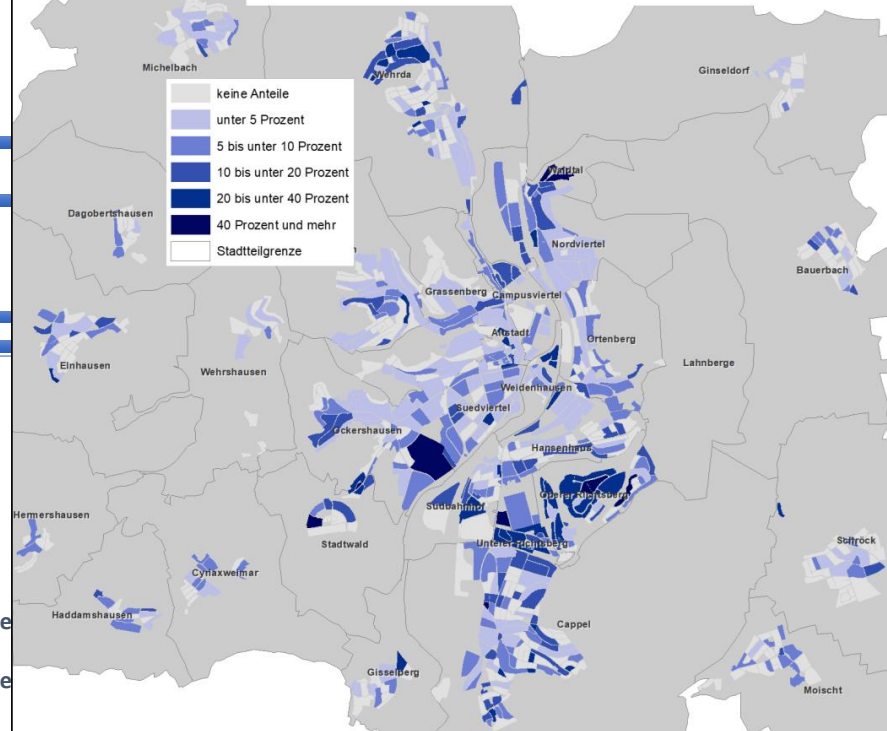 Michelbach
Wehrda
Ginseldorf
keine Anteile
unter 5 Prozent
5 bis unter 10 Prozent
10 bis unter 20 Prozent
20 bis unter 40 Prozent
40 Prozent und mehr
Stadtteilgrenze
Waldtal
Dagobertshausen
Nordviertel
Bauerbach
Grassenberg
Campusviertel
Altstadt
Ortenberg
Elnhausen
Wehrshausen
Lahnberge
Weidenhausen
Suedviertel
Ockershausen
Hansenhaus
Oberer Richtsberg
Hermershausen
Südbahnhof
Stadtwald
Unterer Richtsberg
Schröck
Cyriaxweimar
Haddamshausen
Cappel
e
Gisselberg
e
Moischt